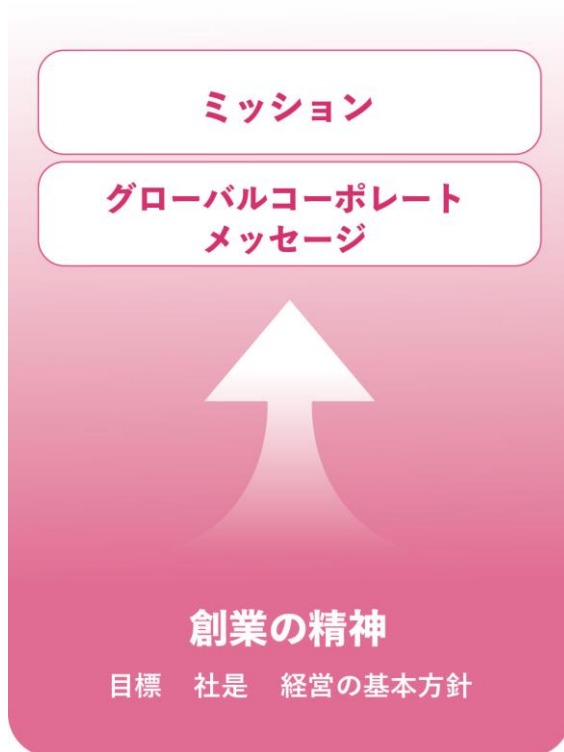 ミッション
グローバルコーポレート
メッセージ
創業の精神
目標　社是　経営の基本方針